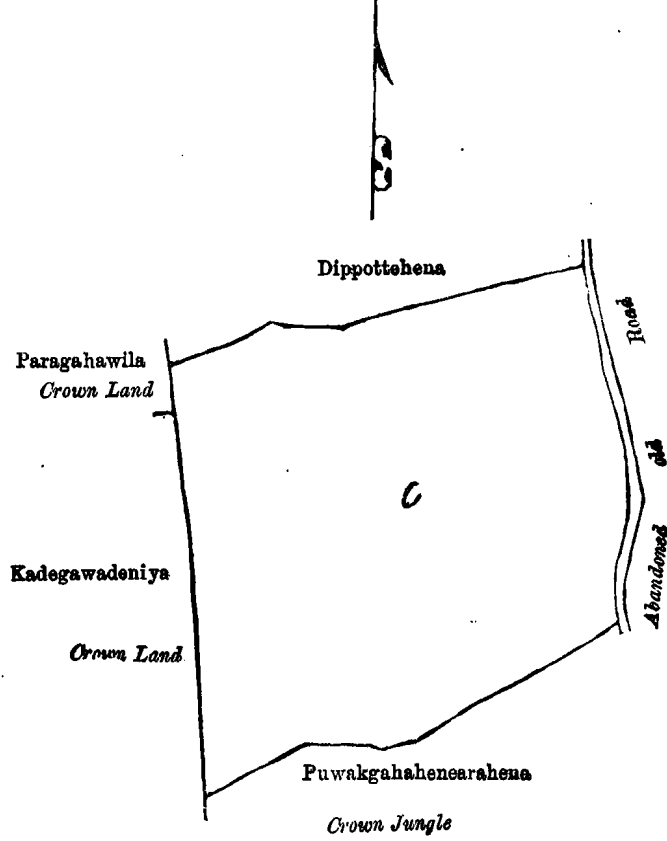 Dippottehena
Road
Paragahawila
Crown Land
old
C
Abandoned
Kadegawadeniya
Crown Land
Puwakgahahenearahena
Crown Jungle